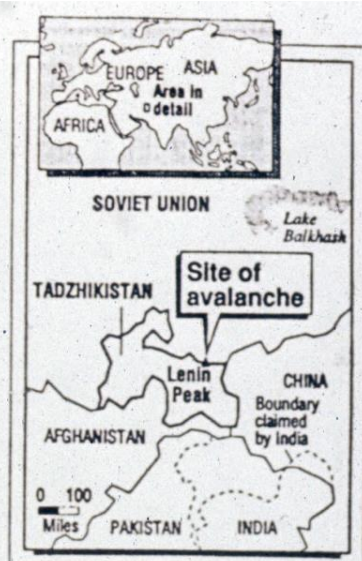 EUROPE
ASIA
Area in
detail
AFRICA
SOVIET UNION
Lake
Balkhash
Site of
avalanche
TADZHIKISTAN
Lenin
Peak
CHINA
Boundary
claimed
by India
AFGHANISTAN
0 100
Miles
PAKISTAN
INDIA